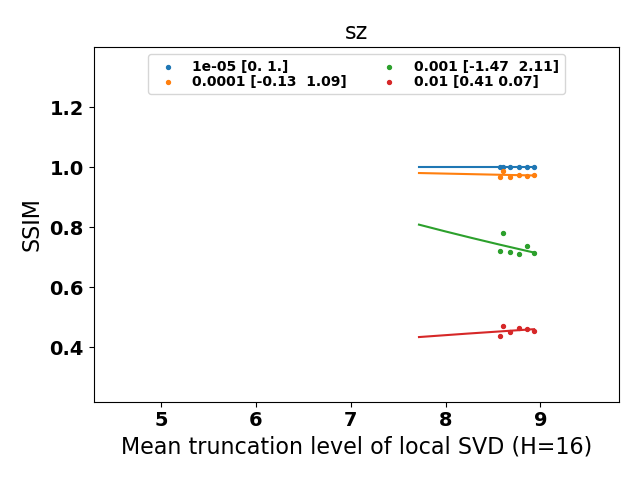 sz
1e-05 [0. 1.]
0.0001 [-0.13  1.09]
0.001 [-1.47  2.11]
0.01 [0.41 0.07]
SSIM
1.2
1.0
0.8
0.6
0.4
5 6 7 8 9
Mean truncation level of local SVD (H=16)